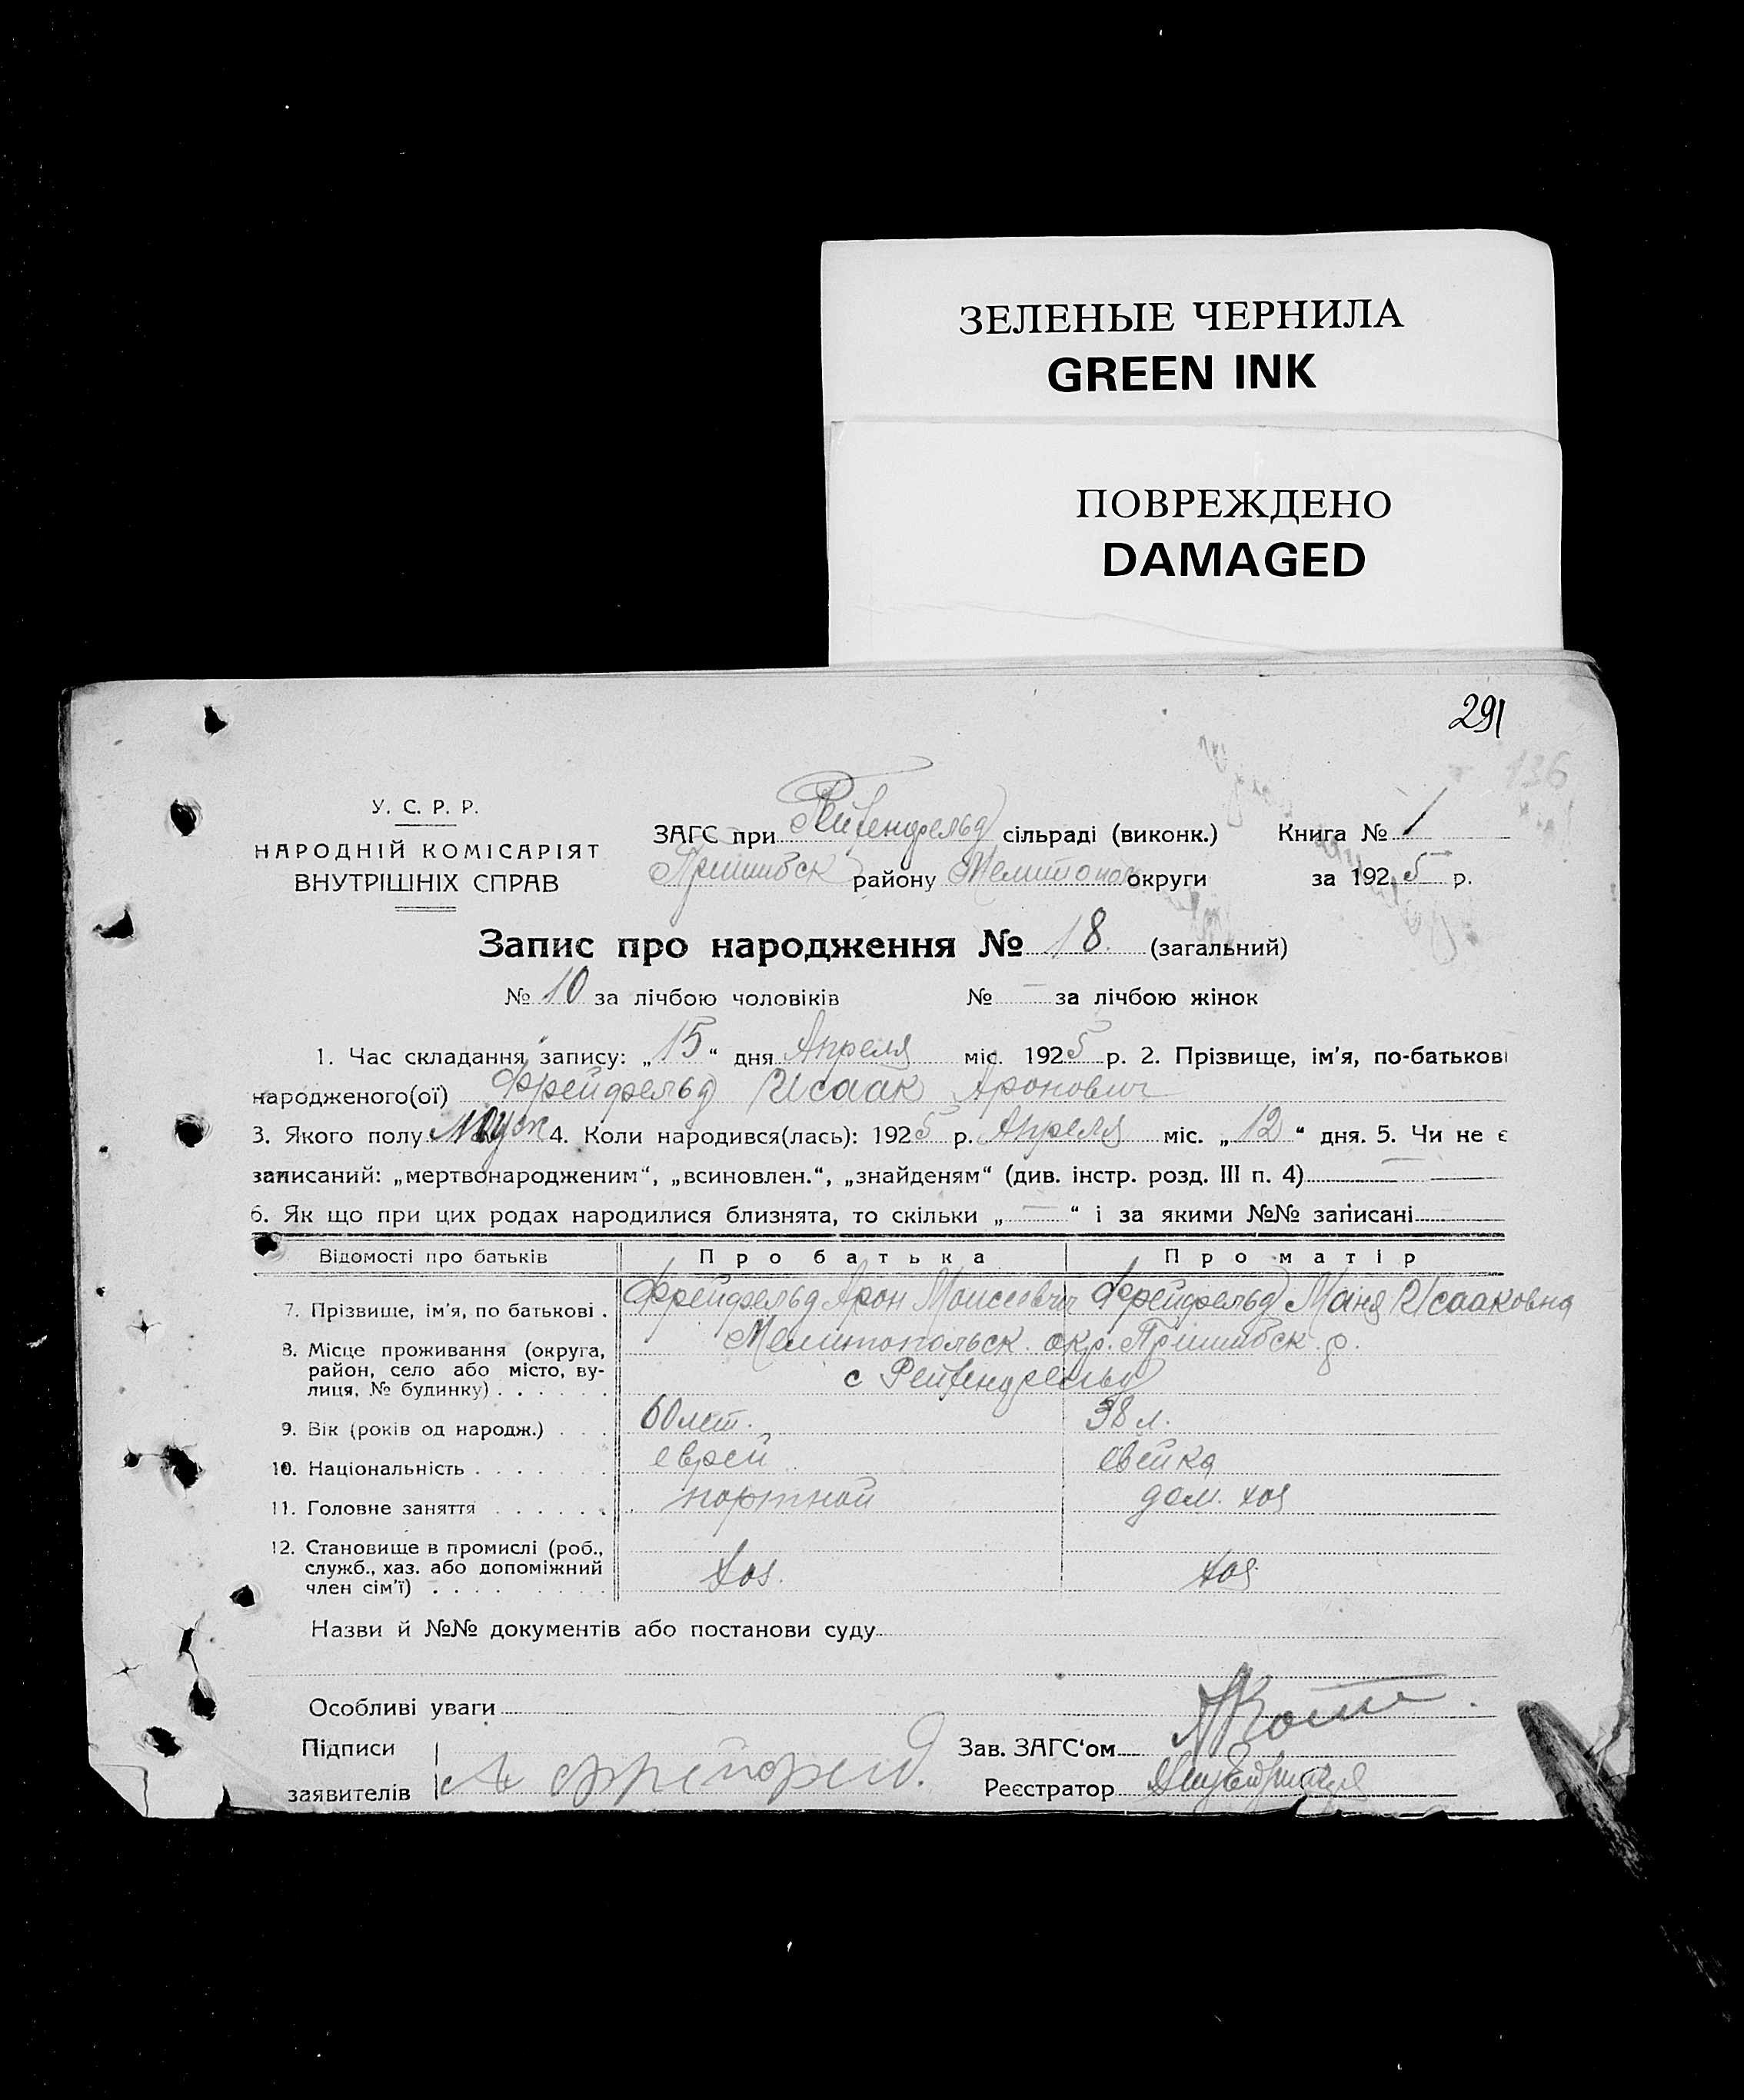 ЗЕЛЕНЫЕ ЧЕРНИЛА
GREEN INK
ПОВРЕЖДЕНО
DAMAGED
291
136
У. С. Р. Р.
НАРОДНІЙ КОМІСАРІЯТ
ВНУТРІШНІХ СПРАВ
ЗАГС при Рейхенфельд сільраді (виконк.) Книга № 1
Пришибск району Мелитополь округи за 1925 р.
Запис про народження № 18. (загальний)
№ 10 за лічбою чоловіків № — за лічбою жінок
1. Час складання запису: „15“ дня Апреля міс. 1925 р. 2. Прізвище, ім'я, по-батькові
народженого(ої) Фрейфельд Исаак Аронович
3. Якого полу Муж 4. Коли народився(лась): 1925 р. Апреля міс. „12“ дня. 5. Чи не є
записаний: „мертвонародженим“, „всиновлен.“, „знайденям“ (див. інстр. розд. III п. 4) —
6. Як що при цих родах народилися близнята, то скільки „—“ і за якими №№ записані
Відомості про батьків Про батька Про матір
7. Прізвище, ім'я, по батькові . Фрейфельд Арон Моисеевич Фрейфельд Маня Исааковна
8. Місце проживання (округа, район, село або місто, вулиця, № будинку) . . . . . . Мелитопольск. окр. Пришибск. р.
с Рейхенфельд
9. Вік (років од народж.) . . . 60 лет. 38 л.
10. Національність . . . . . . . еврей евейка
11. Головне заняття . . . . . . портной дом. хоз
12. Становище в промислі (роб., служб., хаз. або допоміжний член сім'ї) . . . . хоз. хоз.
Назви й №№ документів або постанови суду
Особливі уваги
Підписи
заявителів
Зав. ЗАГС'ом
Реєстратор